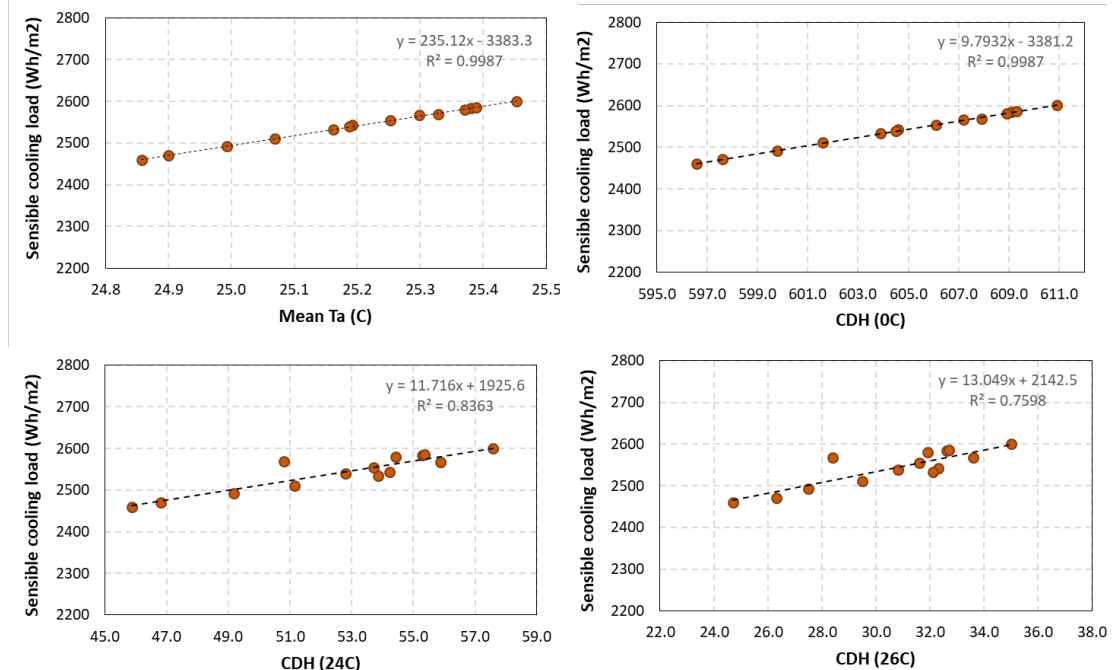 Sensible cooling load (Wh/m2)
2800
2700
2600
2500
2400
2300
2200
y = 235.12x - 3383.3
R² = 0.9987
24.8 24.9 25.0 25.1 25.2 25.3 25.4 25.5
Mean Ta (C)
Sensible cooling load (Wh/m2)
2800
2700
2600
2500
2400
2300
2200
y = 9.7932x - 3381.2
R² = 0.9987
595.0 597.0 599.0 601.0 603.0 605.0 607.0 609.0 611.0
CDH (0C)
Sensible cooling load (Wh/m2)
2800
2700
2600
2500
2400
2300
2200
y = 11.716x + 1925.6
R² = 0.8363
45.0 47.0 49.0 51.0 53.0 55.0 57.0 59.0
CDH (24C)
Sensible cooling load (Wh/m2)
2800
2700
2600
2500
2400
2300
2200
y = 13.049x + 2142.5
R² = 0.7598
22.0 24.0 26.0 28.0 30.0 32.0 34.0 36.0 38.0
CDH (26C)